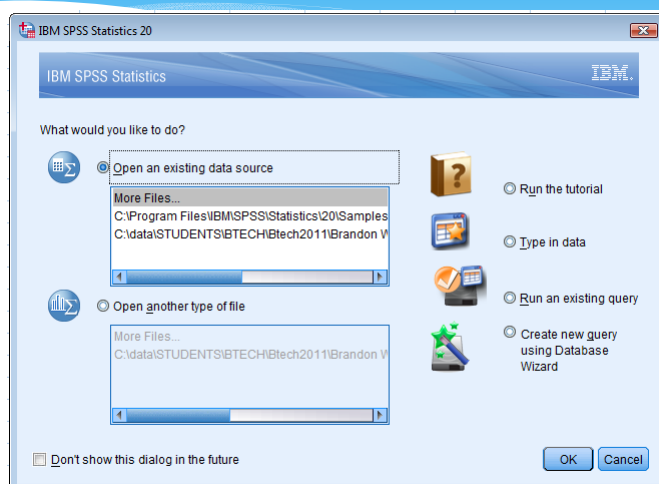 IBM SPSS Statistics 20
IBM SPSS Statistics
IBM.
What would you like to do?
Open an existing data source
More Files...
C:\Program Files\IBM\SPSS\Statistics\20\Samples
C:\data\STUDENTS\BTECH\Btech2011\Brandon W
Open another type of file
More Files...
C:\data\STUDENTS\BTECH\Btech2011\Brandon W
Run the tutorial
Type in data
Run an existing query
Create new query
using Database
Wizard
Don't show this dialog in the future
OK
Cancel